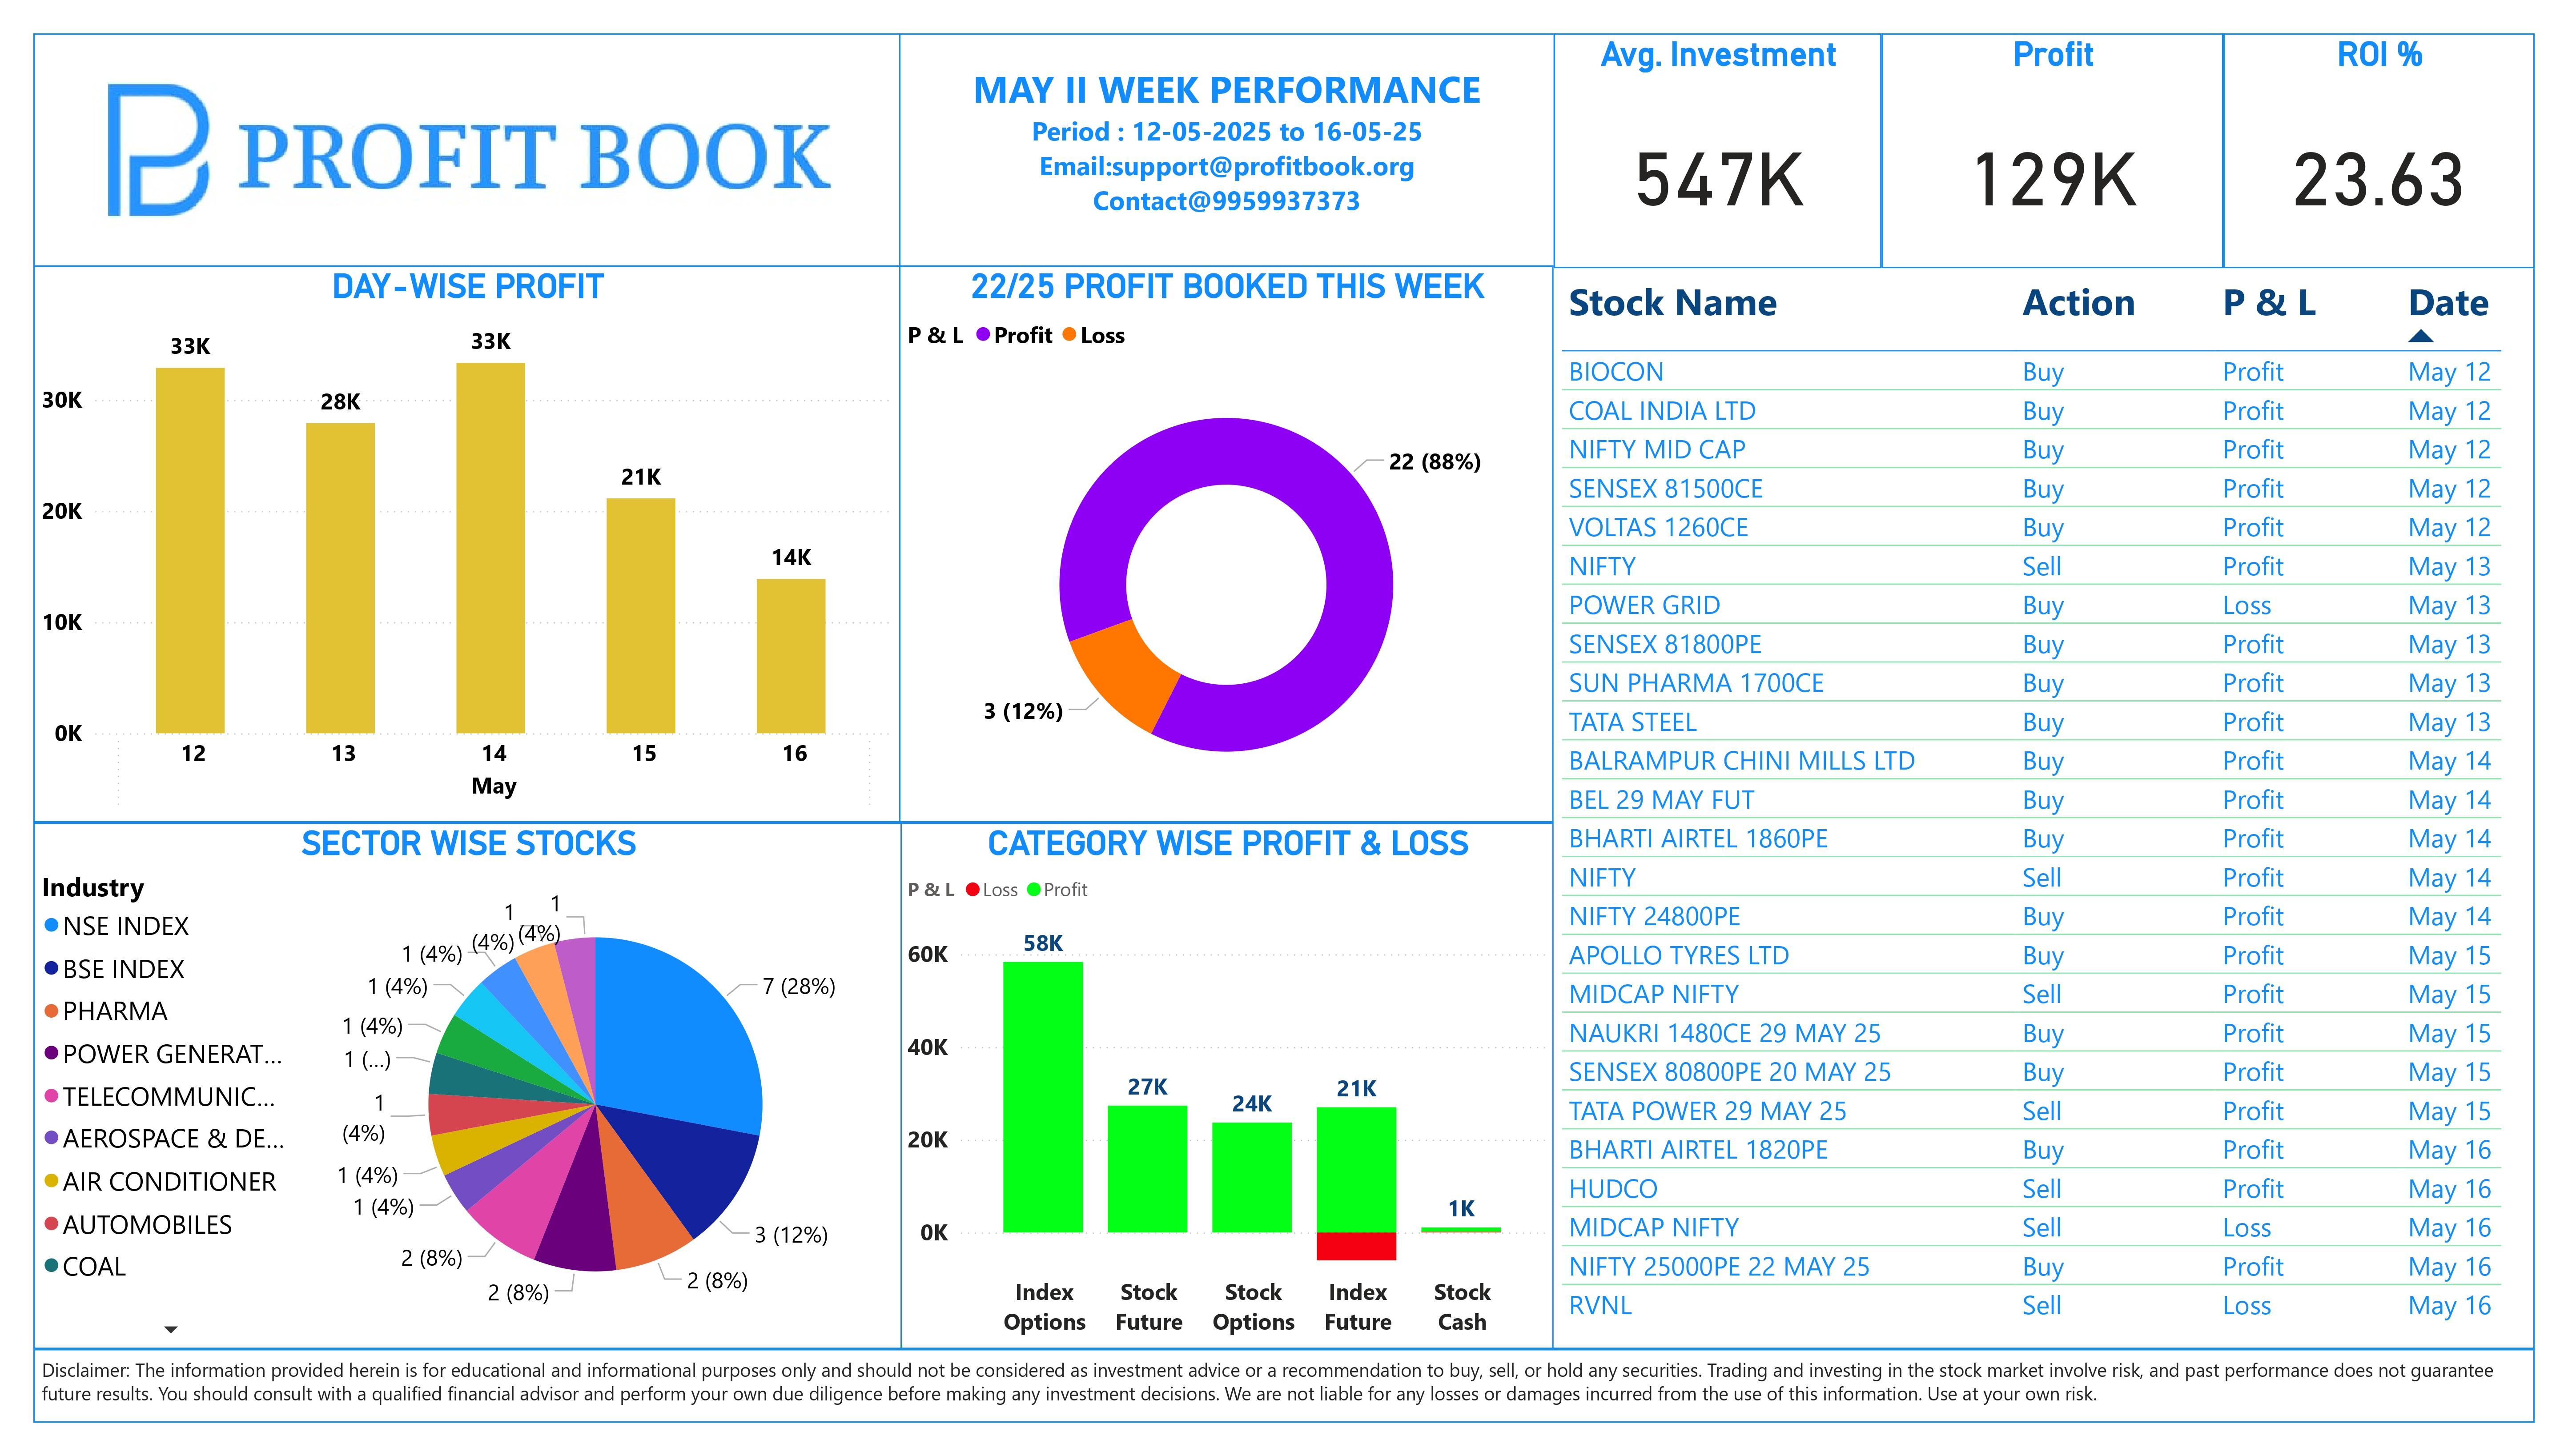 PROFIT BOOK
MAY II WEEK PERFORMANCE
Period : 12-05-2025 to 16-05-25
Email:support@profitbook.org
Contact@9959937373
Avg. Investment
547K
Profit
129K
ROI %
23.63
DAY-WISE PROFIT
33K
28K
33K
21K
14K
30K
20K
10K
0K
12 13 14 15 16
May
22/25 PROFIT BOOKED THIS WEEK
P & L Profit Loss
22 (88%)
3 (12%)
SECTOR WISE STOCKS
Industry
NSE INDEX
BSE INDEX
PHARMA
POWER GENERAT...
TELECOMMUNIC...
AEROSPACE & DE...
AIR CONDITIONER
AUTOMOBILES
COAL
7 (28%)
3 (12%)
2 (8%)
2 (8%)
2 (8%)
1 (4%)
1 (4%)
1
(4%)
1 (...)
1 (4%)
1 (4%)
1 (4%)
1
(4%)
1
(4%)
CATEGORY WISE PROFIT & LOSS
P & L Loss Profit
60K
40K
20K
0K
58K
27K
24K
21K
1K
Index Stock Stock Index Stock
Options Future Options Future Cash
Stock Name Action P & L Date
BIOCON Buy Profit May 12
COAL INDIA LTD Buy Profit May 12
NIFTY MID CAP Buy Profit May 12
SENSEX 81500CE Buy Profit May 12
VOLTAS 1260CE Buy Profit May 12
NIFTY Sell Profit May 13
POWER GRID Buy Loss May 13
SENSEX 81800PE Buy Profit May 13
SUN PHARMA 1700CE Buy Profit May 13
TATA STEEL Buy Profit May 13
BALRAMPUR CHINI MILLS LTD Buy Profit May 14
BEL 29 MAY FUT Buy Profit May 14
BHARTI AIRTEL 1860PE Buy Profit May 14
NIFTY Sell Profit May 14
NIFTY 24800PE Buy Profit May 14
APOLLO TYRES LTD Buy Profit May 15
MIDCAP NIFTY Sell Profit May 15
NAUKRI 1480CE 29 MAY 25 Buy Profit May 15
SENSEX 80800PE 20 MAY 25 Buy Profit May 15
TATA POWER 29 MAY 25 Sell Profit May 15
BHARTI AIRTEL 1820PE Buy Profit May 16
HUDCO Sell Profit May 16
MIDCAP NIFTY Sell Loss May 16
NIFTY 25000PE 22 MAY 25 Buy Profit May 16
RVNL Sell Loss May 16
Disclaimer: The information provided herein is for educational and informational purposes only and should not be considered as investment advice or a recommendation to buy, sell, or hold any securities. Trading and investing in the stock market involve risk, and past performance does not guarantee
future results. You should consult with a qualified financial advisor and perform your own due diligence before making any investment decisions. We are not liable for any losses or damages incurred from the use of this information. Use at your own risk.